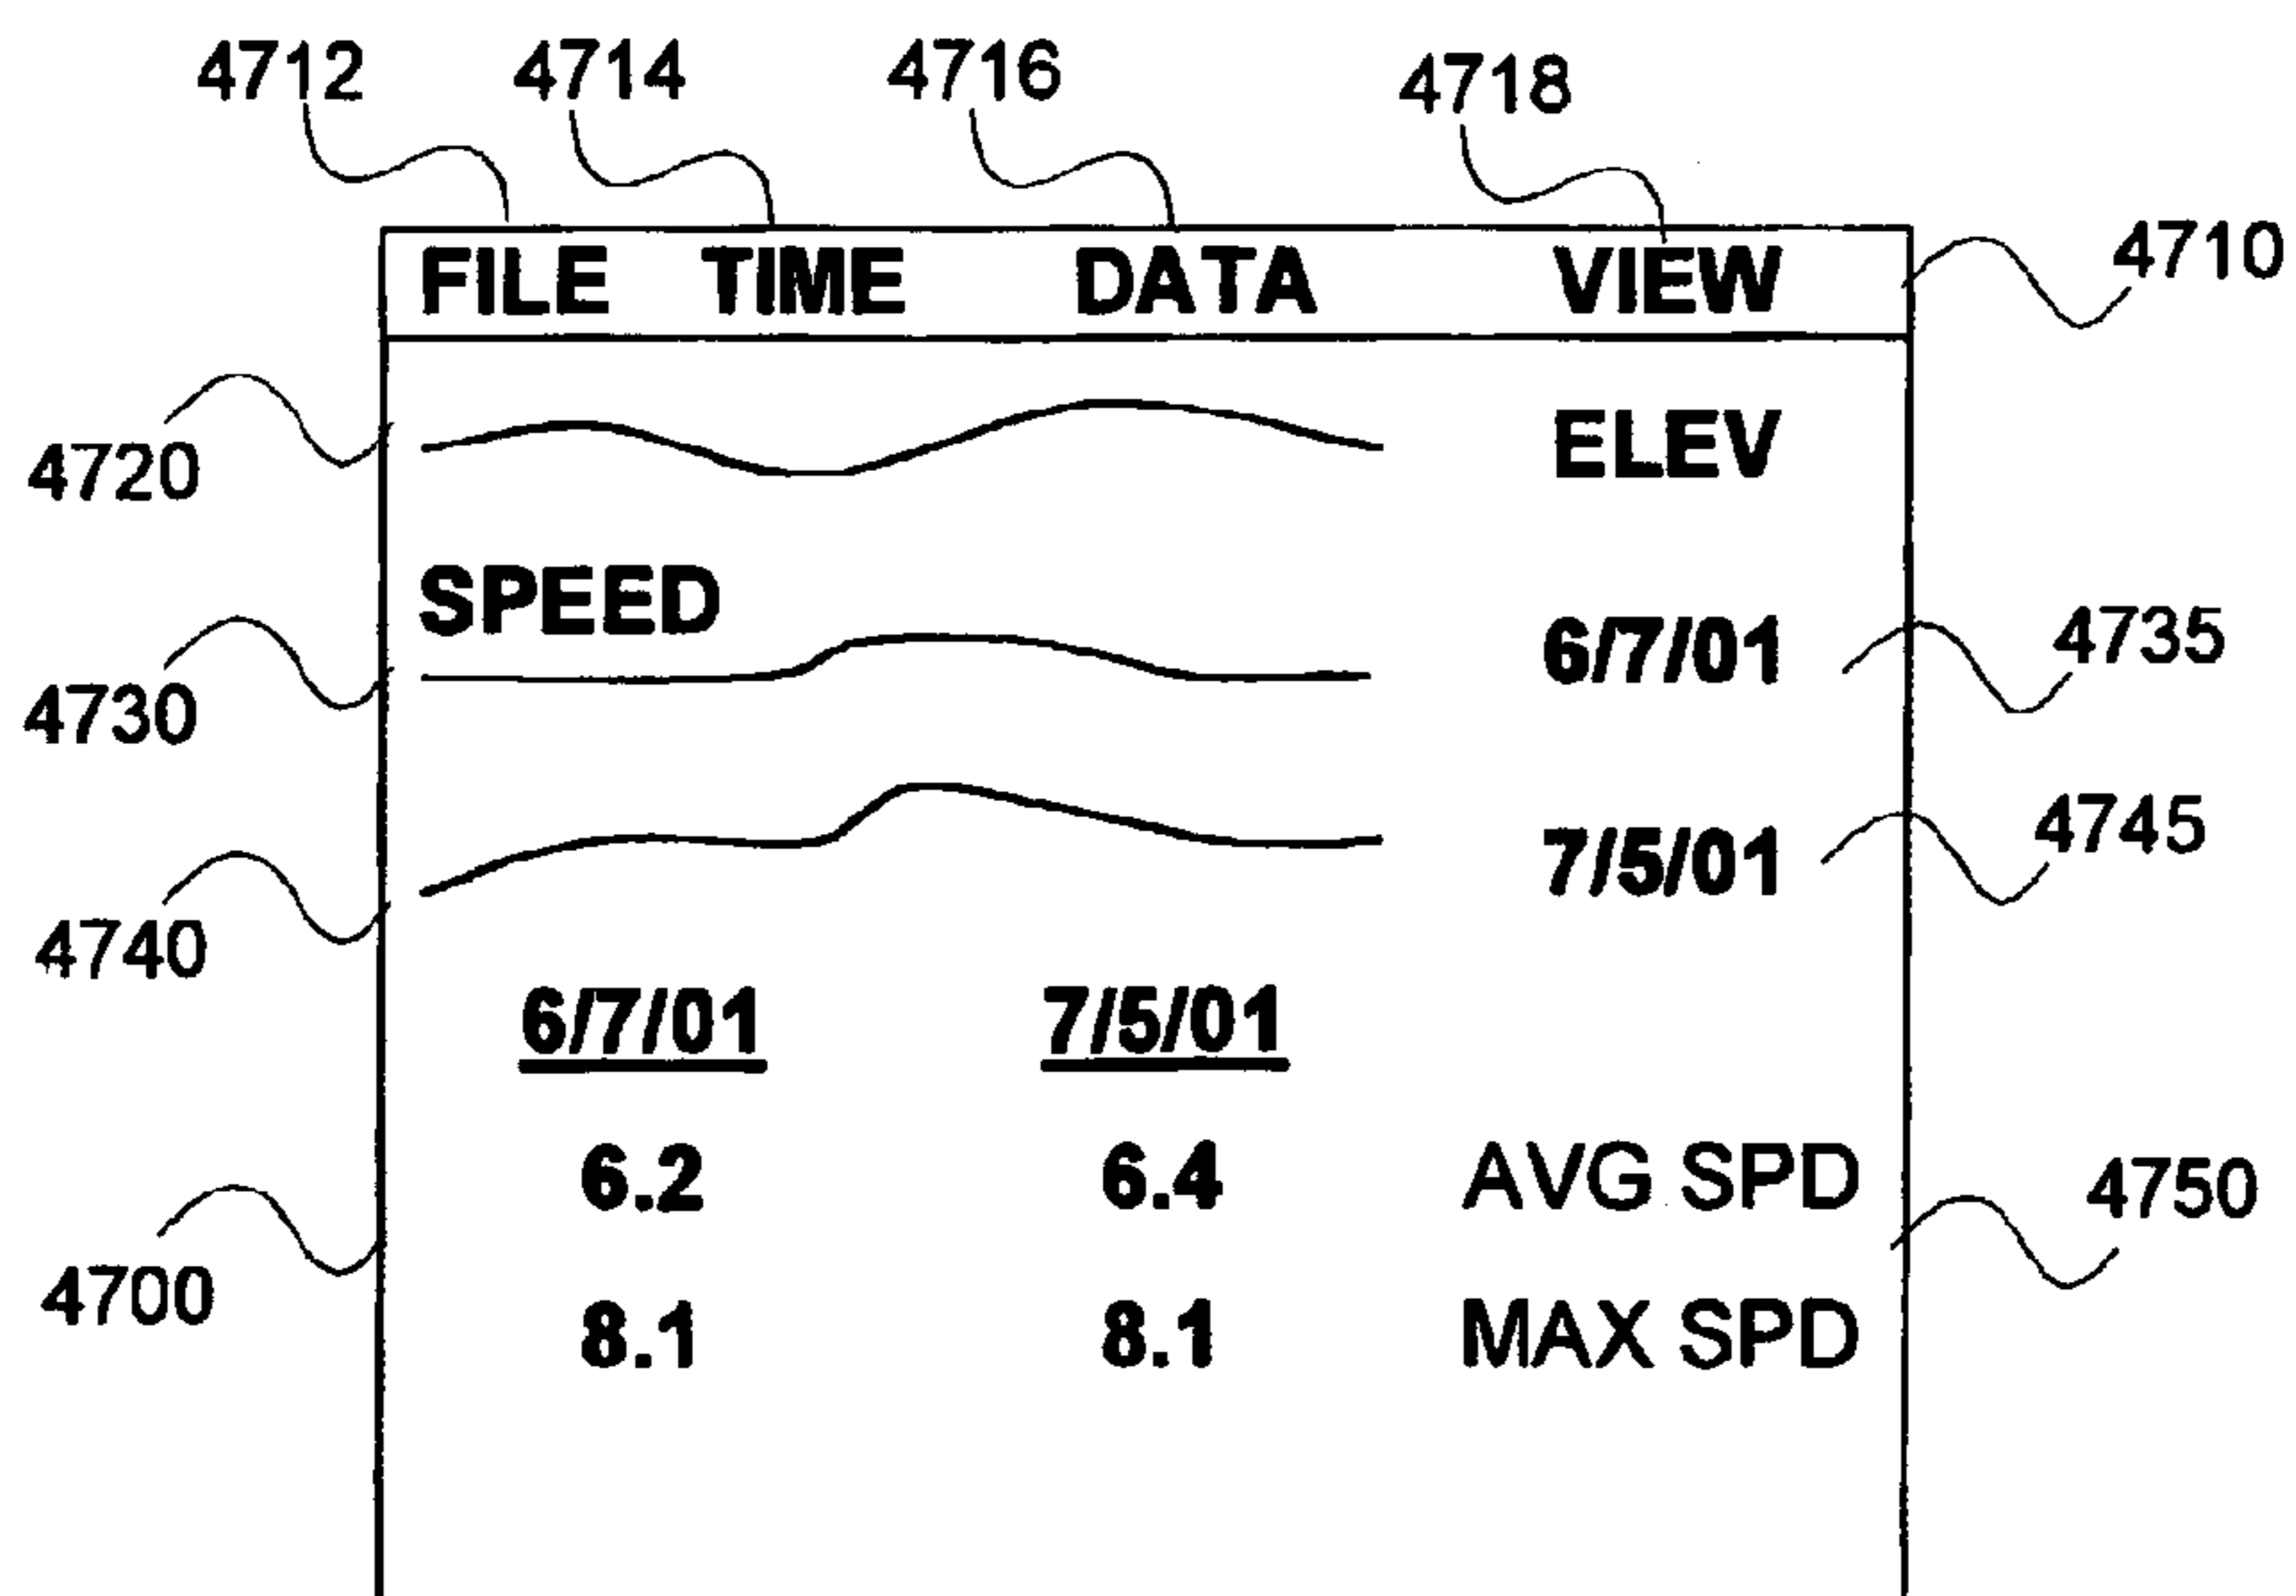 4712 4714 4716 4718
FILE TIME DATA VIEW 4710
4720 ELEV
SPEED
4730 6/7/01 4735
4740 7/5/01 4745
6/7/01 7/5/01
6.2 6.4 AVG SPD 4750
4700 8.1 8.1 MAX SPD